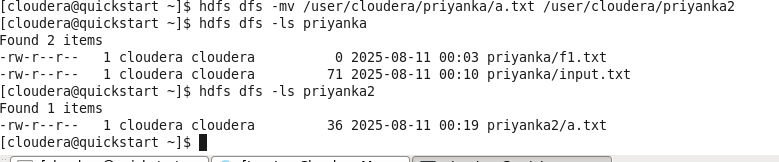 [cloudera@quickstart ~]$ hdfs dfs -mv /user/cloudera/priyanka/a.txt /user/cloudera/priyanka2
[cloudera@quickstart ~]$ hdfs dfs -ls priyanka
Found 2 items
-rw-r--r--   1 cloudera cloudera          0 2025-08-11 00:03 priyanka/f1.txt
-rw-r--r--   1 cloudera cloudera         71 2025-08-11 00:10 priyanka/input.txt
[cloudera@quickstart ~]$ hdfs dfs -ls priyanka2
Found 1 items
-rw-r--r--   1 cloudera cloudera         36 2025-08-11 00:19 priyanka2/a.txt
[cloudera@quickstart ~]$